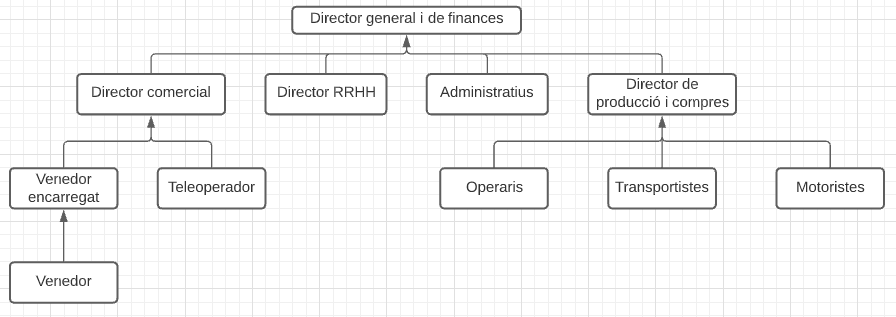 Director general i de finances
Director comercial
Director RRHH
Administratius
Director de
producció i compres
Venedor
encarregat
Teleoperador
Operaris
Transportistes
Motoristes
Venedor